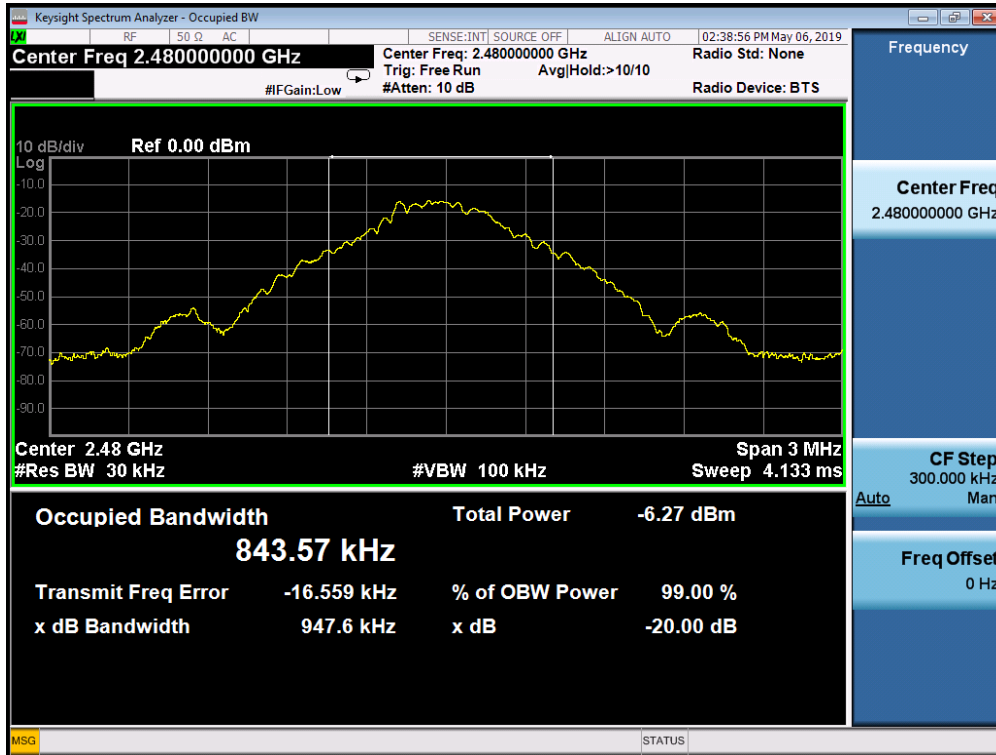 Keysight Spectrum Analyzer - Occupied BW
LXI RF 50 Ω AC SENSE:INT SOURCE OFF ALIGN AUTO 02:38:56 PM May 06, 2019
Center Freq 2.480000000 GHz
Center Freq: 2.480000000 GHz Radio Std: None
Trig: Free Run Avg|Hold:>10/10
#IFGain:Low #Atten: 10 dB Radio Device: BTS
10 dB/div Ref 0.00 dBm
Log
-10.0
-20.0
-30.0
-40.0
-50.0
-60.0
-70.0
-80.0
-90.0
Center 2.48 GHz Span 3 MHz
#Res BW 30 kHz #VBW 100 kHz Sweep 4.133 ms
Occupied Bandwidth Total Power -6.27 dBm
843.57 kHz
Transmit Freq Error -16.559 kHz % of OBW Power 99.00 %
x dB Bandwidth 947.6 kHz x dB -20.00 dB
MSG STATUS
Frequency
Center Freq
2.480000000 GHz
CF Step
300.000 kHz
Auto Man
Freq Offset
0 Hz